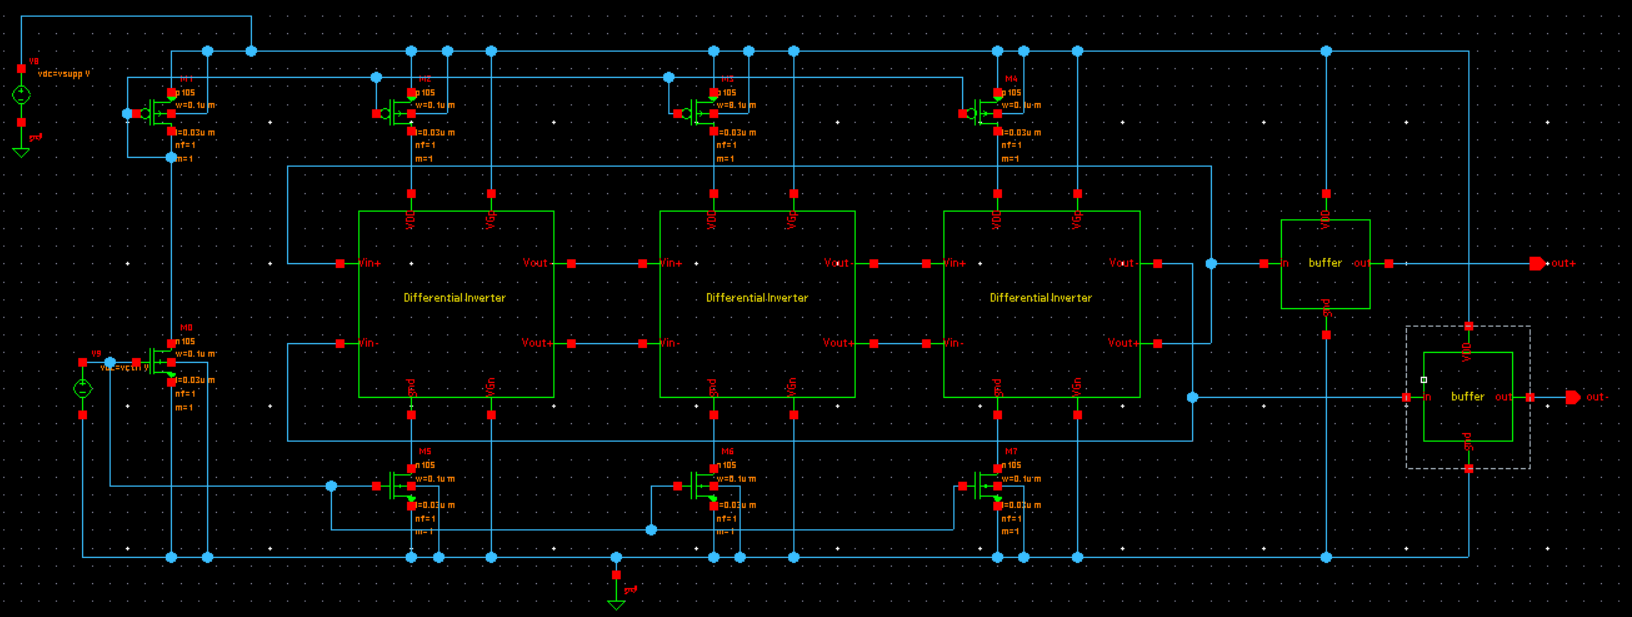 V8
vdc=vsupp V
gnd
M1
p105
w=0.1u m
l=0.03u m
nf=1
m=1
M2
p105
w=0.1u m
l=0.03u m
nf=1
m=1
M3
p105
w=0.1u m
l=0.03u m
nf=1
m=1
M4
p105
w=0.1u m
l=0.03u m
nf=1
m=1
VDD
VGp
Vin+
Vout-
Differential Inverter
Vin-
Vout+
gnd
VGn
VDD
VGp
Vin+
Vout-
Differential Inverter
Vin-
Vout+
gnd
VGn
VDD
VGp
Vin+
Vout-
Differential Inverter
Vin-
Vout+
gnd
VGn
VDD
in
buffer
out
gnd
out+
VDD
in
buffer
out
gnd
out-
M0
n105
w=0.1u m
l=0.03u m
nf=1
m=1
V9
M5
n105
w=0.1u m
l=0.03u m
nf=1
m=1
M6
n105
w=0.1u m
l=0.03u m
nf=1
m=1
M7
n105
w=0.1u m
l=0.03u m
nf=1
m=1
gnd